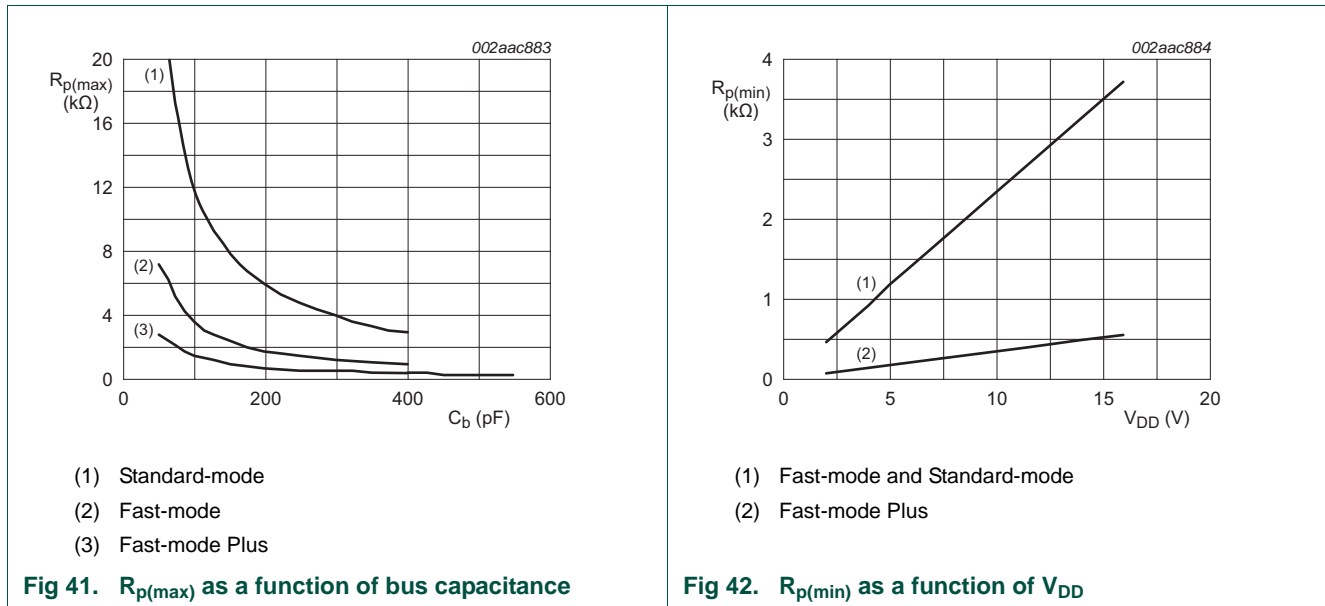 002aac883
20
16
12
8
4
0
R_p(max)
(kΩ)
(1)
(2)
(3)
0
200
400
600
C_b (pF)
(1) Standard-mode
(2) Fast-mode
(3) Fast-mode Plus
Fig 41. R_p(max) as a function of bus capacitance
002aac884
4
3
2
1
0
R_p(min)
(kΩ)
(1)
(2)
0
5
10
15
20
V_DD (V)
(1) Fast-mode and Standard-mode
(2) Fast-mode Plus
Fig 42. R_p(min) as a function of V_DD